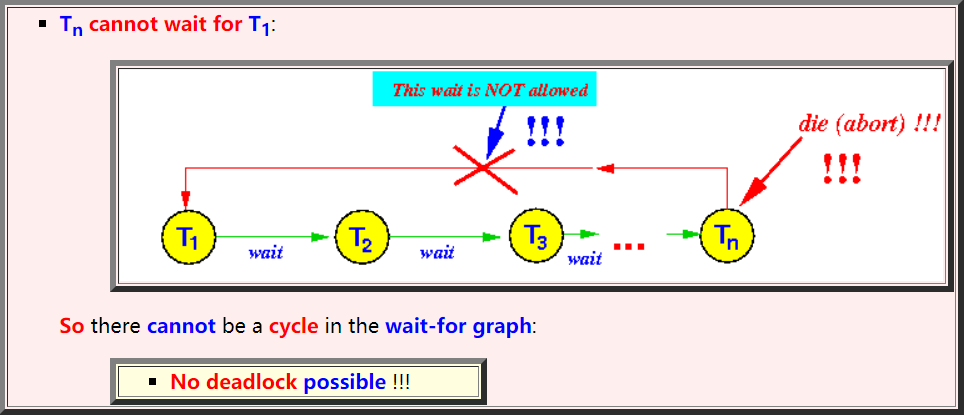 Tn cannot wait for T1:
This wait is NOT allowed
!!!
die (abort) !!!
!!!
T1
wait
T2
wait
T3
wait
...
Tn
So there cannot be a cycle in the wait-for graph:
No deadlock possible !!!